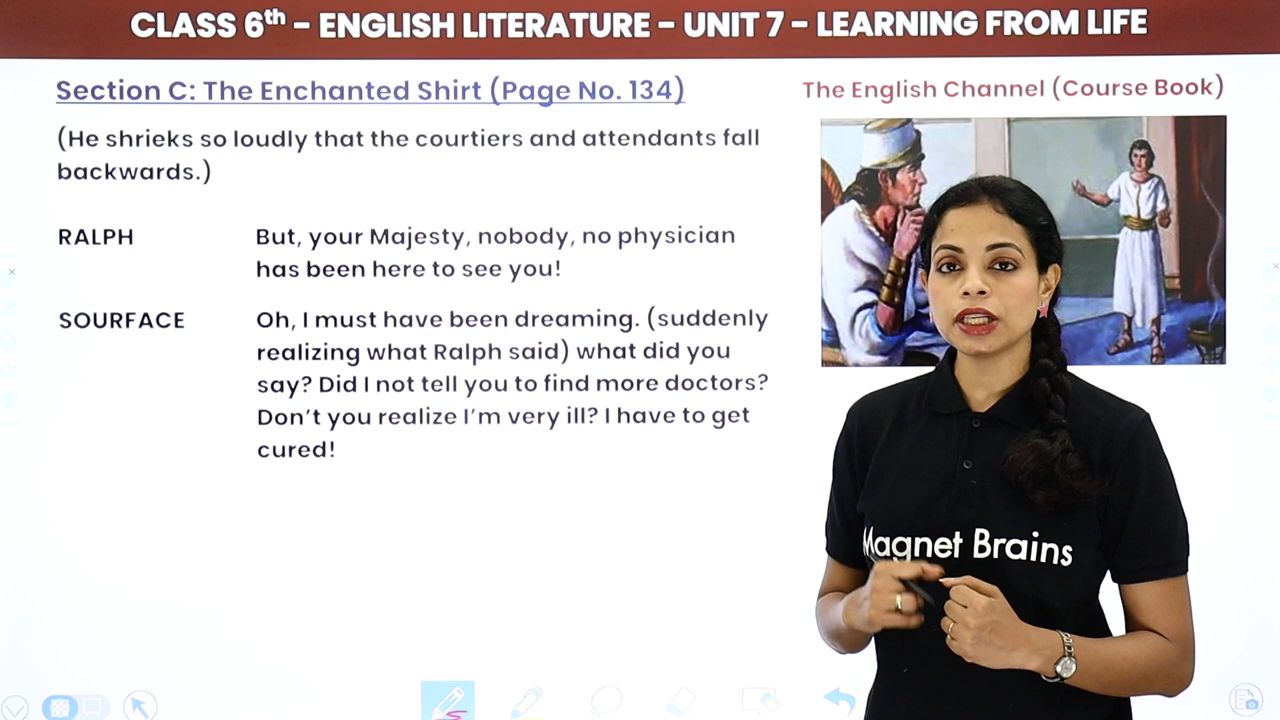 CLASS 6th – ENGLISH LITERATURE – UNIT 7 – LEARNING FROM LIFE
Section C: The Enchanted Shirt (Page No. 134)
The English Channel (Course Book)
(He shrieks so loudly that the courtiers and attendants fall
backwards.)
RALPH But, your Majesty, nobody, no physician
has been here to see you!
SOURFACE Oh, I must have been dreaming. (suddenly
realizing what Ralph said) what did you
say? Did I not tell you to find more doctors?
Don't you realize I'm very ill? I have to get
cured!
Magnet Brains